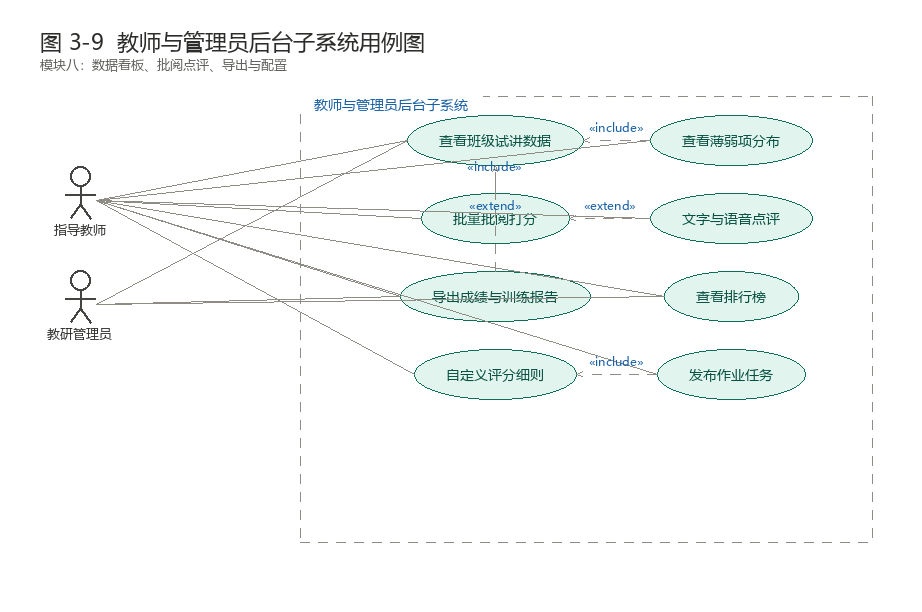 图 3-9 教师与管理员后台子系统用例图
模块八：数据看板、批阅点评、导出与配置
教师与管理员后台子系统
查看班级试讲数据
«include»
查看薄弱项分布
«include»
指导教师
«extend»
批量批阅打分
«extend»
文字与语音点评
教研管理员
导出成绩与训练报告
查看排行榜
自定义评分细则
«include»
发布作业任务